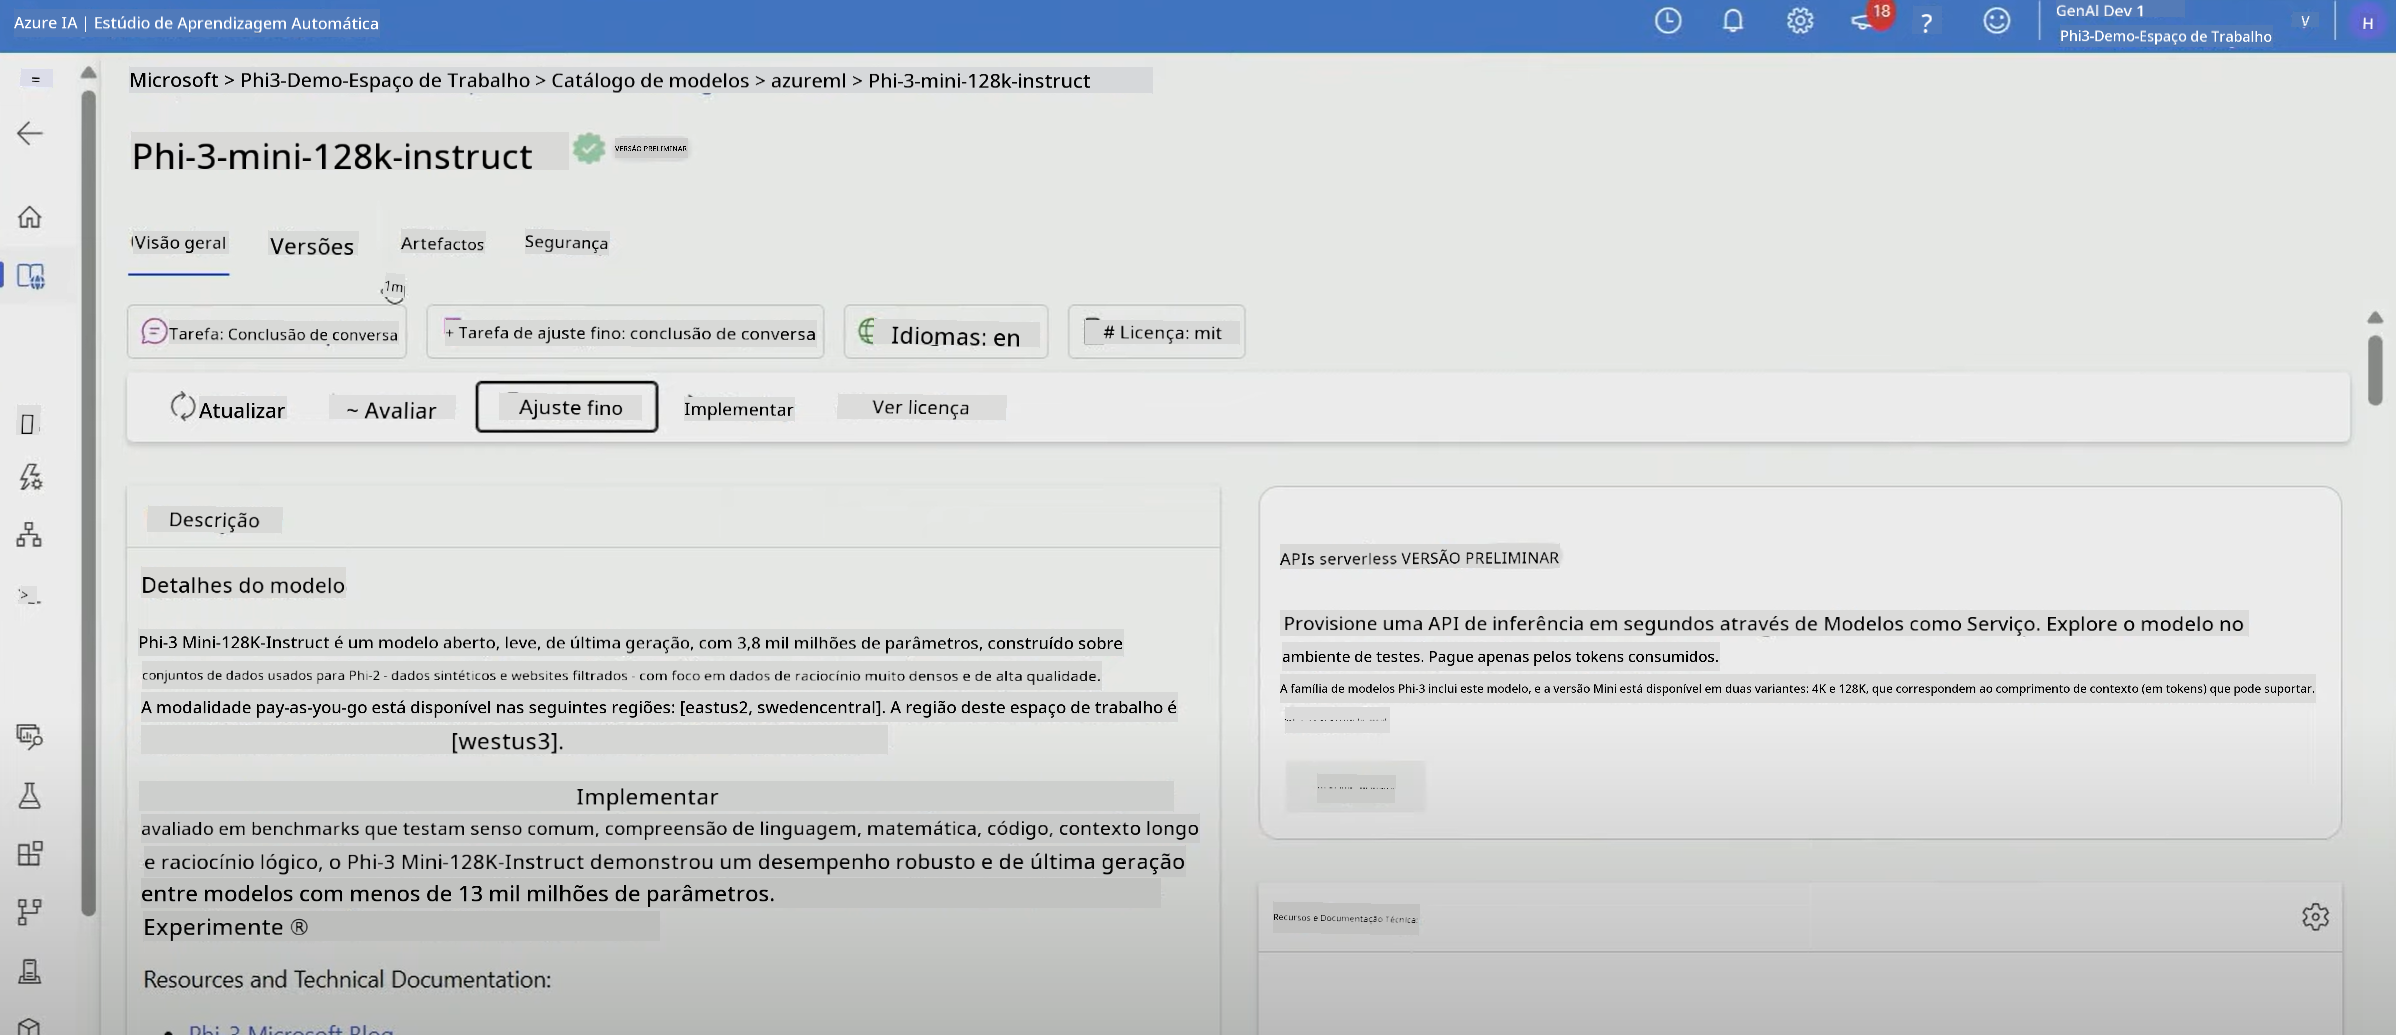 Azure IA | Estúdio de Aprendizagem Automática
18
?
GenAI Dev 1
Phi3-Demo-Espaço de Trabalho
V
H
=
Microsoft > Phi3-Demo-Espaço de Trabalho > Catálogo de modelos > azureml > Phi-3-mini-128k-instruct
Phi-3-mini-128k-instruct
VERSÃO PRELIMINAR
Visão geral
Versões
Artefactos
Segurança
1m
Tarefa: Conclusão de conversa
+ Tarefa de ajuste fino: conclusão de conversa
Idiomas: en
# Licença: mit
Atualizar
~ Avaliar
Ajuste fino
Implementar
Ver licença
Descrição
Detalhes do modelo
Phi-3 Mini-128K-Instruct é um modelo aberto, leve, de última geração, com 3,8 mil milhões de parâmetros, construído sobre
conjuntos de dados usados para Phi-2 - dados sintéticos e websites filtrados - com foco em dados de raciocínio muito densos e de alta qualidade.
A modalidade pay-as-you-go está disponível nas seguintes regiões: [eastus2, swedencentral]. A região deste espaço de trabalho é
[westus3].
Implementar
avaliado em benchmarks que testam senso comum, compreensão de linguagem, matemática, código, contexto longo
e raciocínio lógico, o Phi-3 Mini-128K-Instruct demonstrou um desempenho robusto e de última geração
entre modelos com menos de 13 mil milhões de parâmetros.
Experimente ®
Resources and Technical Documentation:
Phi-3 Microsoft Blog
APIs serverless VERSÃO PRELIMINAR
Provisione uma API de inferência em segundos através de Modelos como Serviço. Explore o modelo no
ambiente de testes. Pague apenas pelos tokens consumidos.
A família de modelos Phi-3 inclui este modelo, e a versão Mini está disponível em duas variantes: 4K e 128K, que correspondem ao comprimento de contexto (em tokens) que pode suportar.
Recursos e Documentação Técnica: